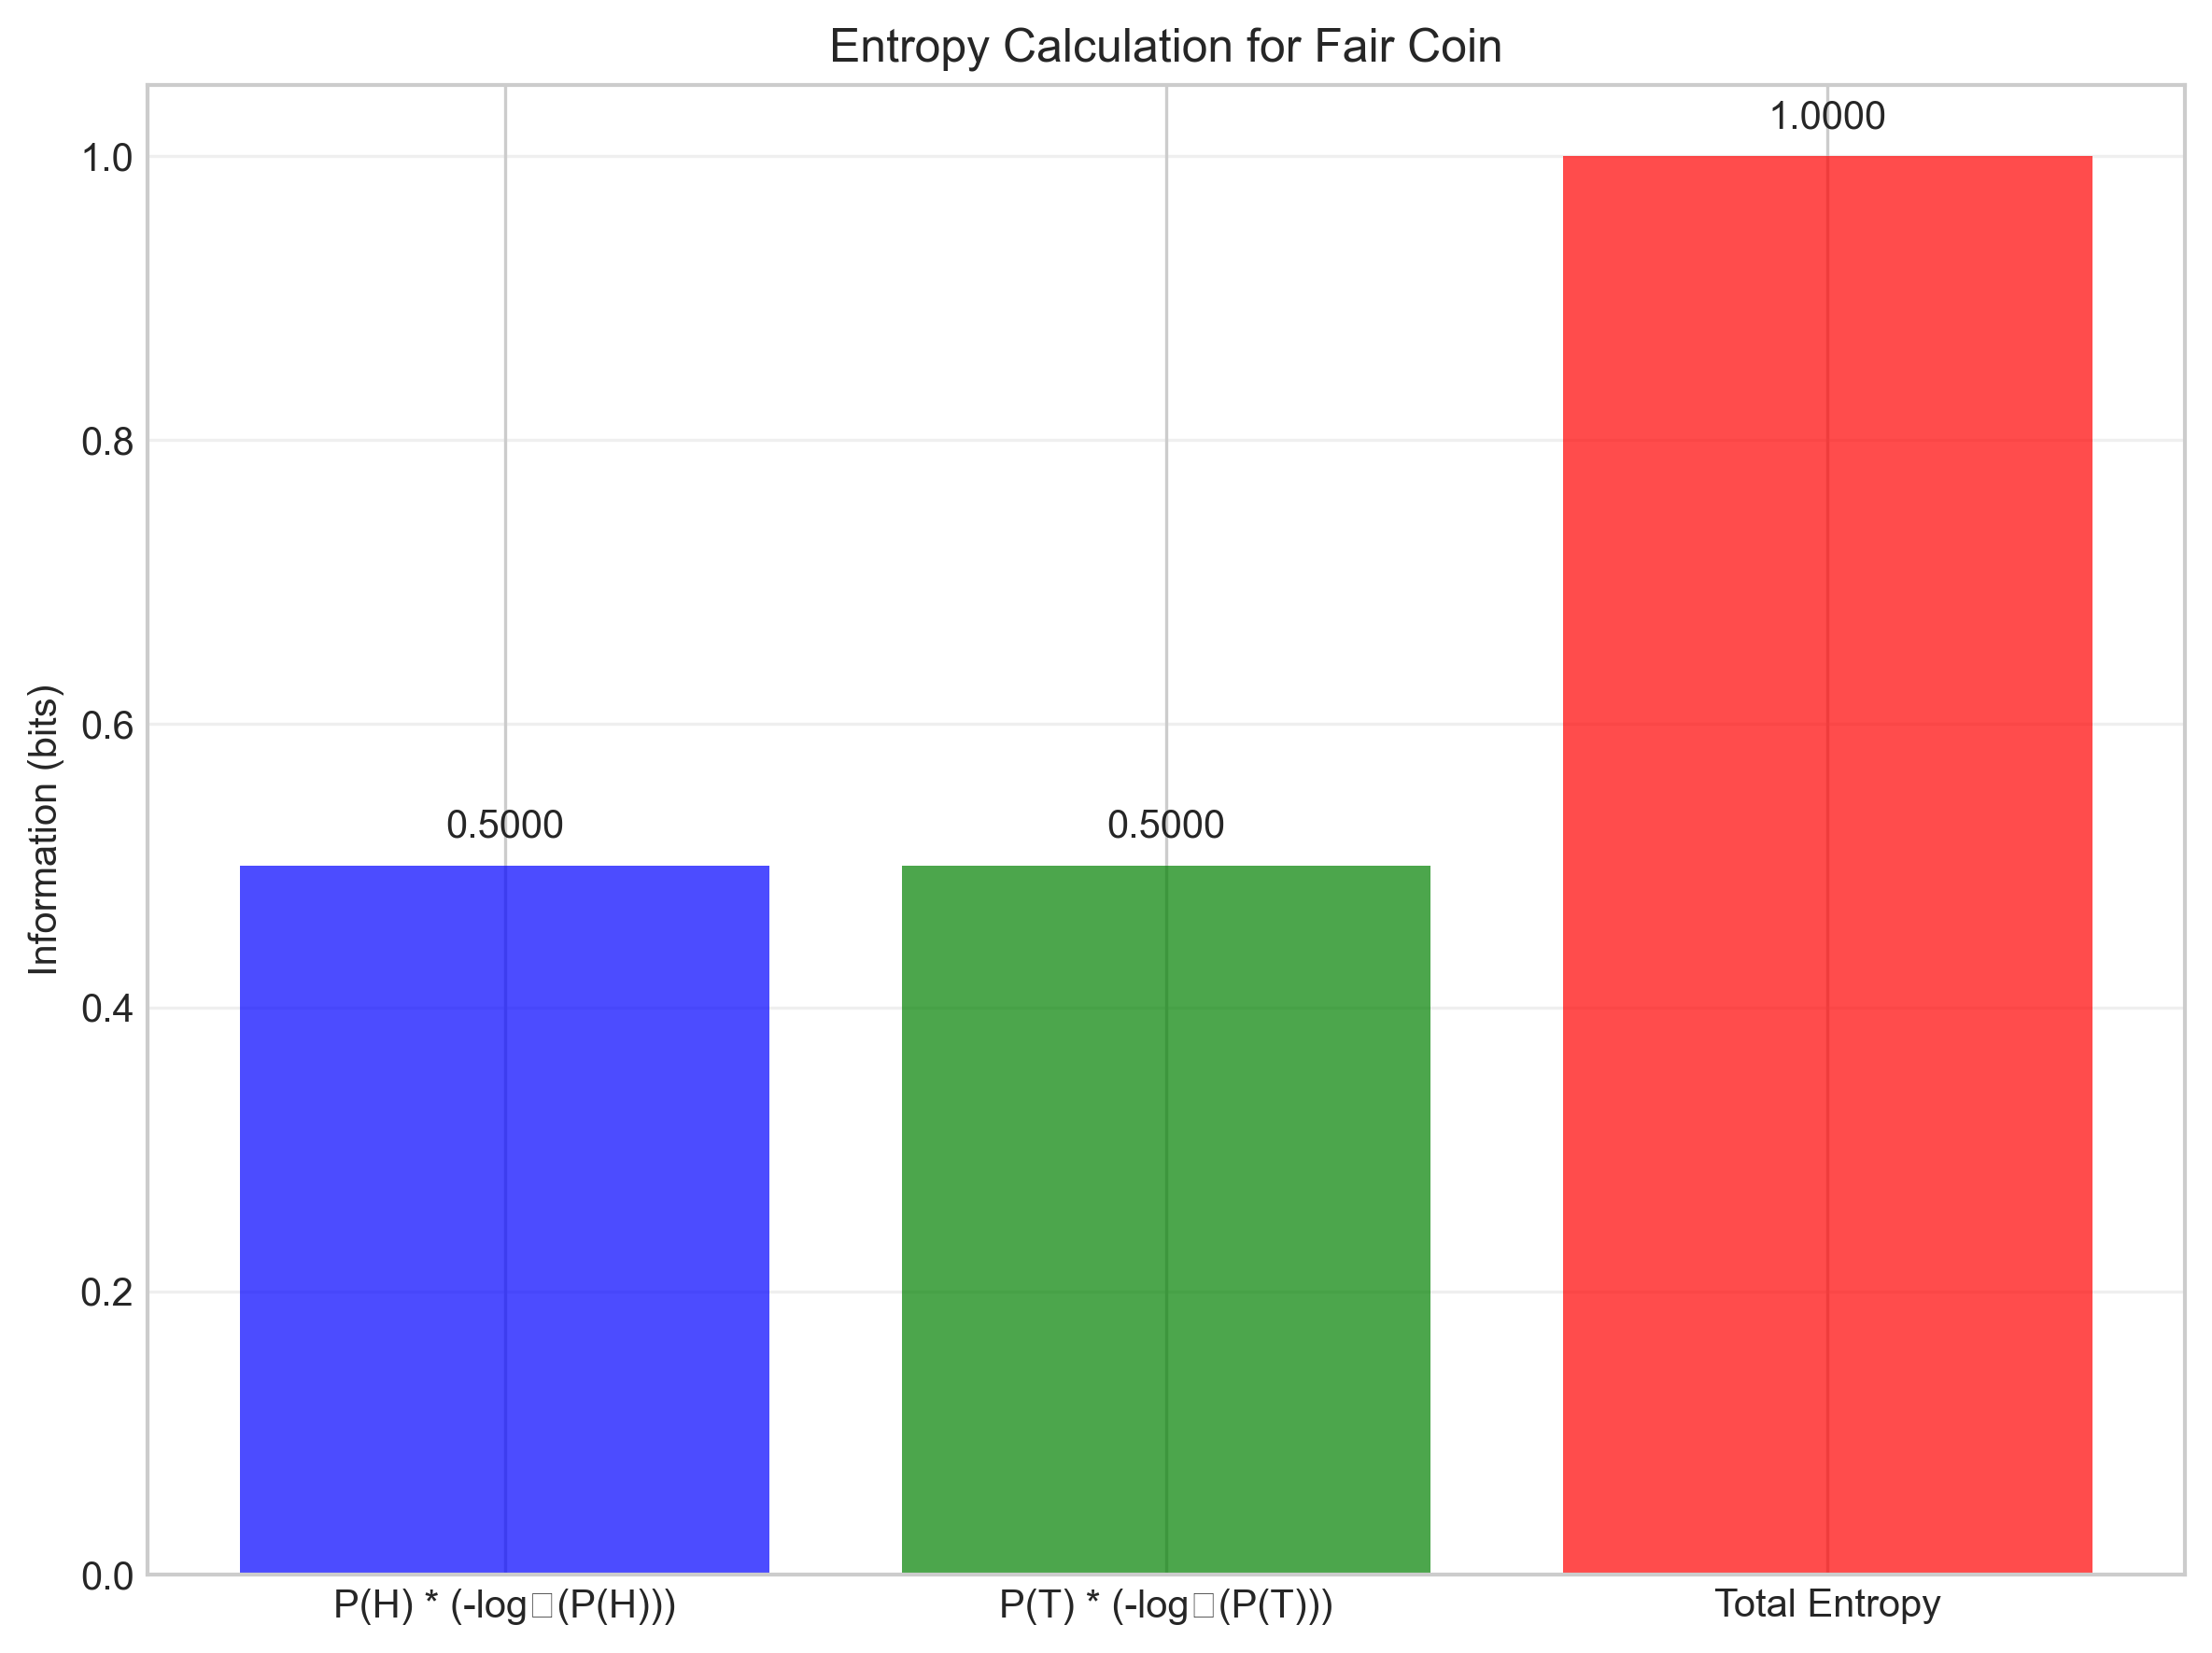 Entropy Calculation for Fair Coin
1.0000
1.0
0.8
0.6
0.5000 0.5000
0.4
0.2
0.0
Information (bits)
P(H) * (-log□(P(H))) P(T) * (-log□(P(T))) Total Entropy